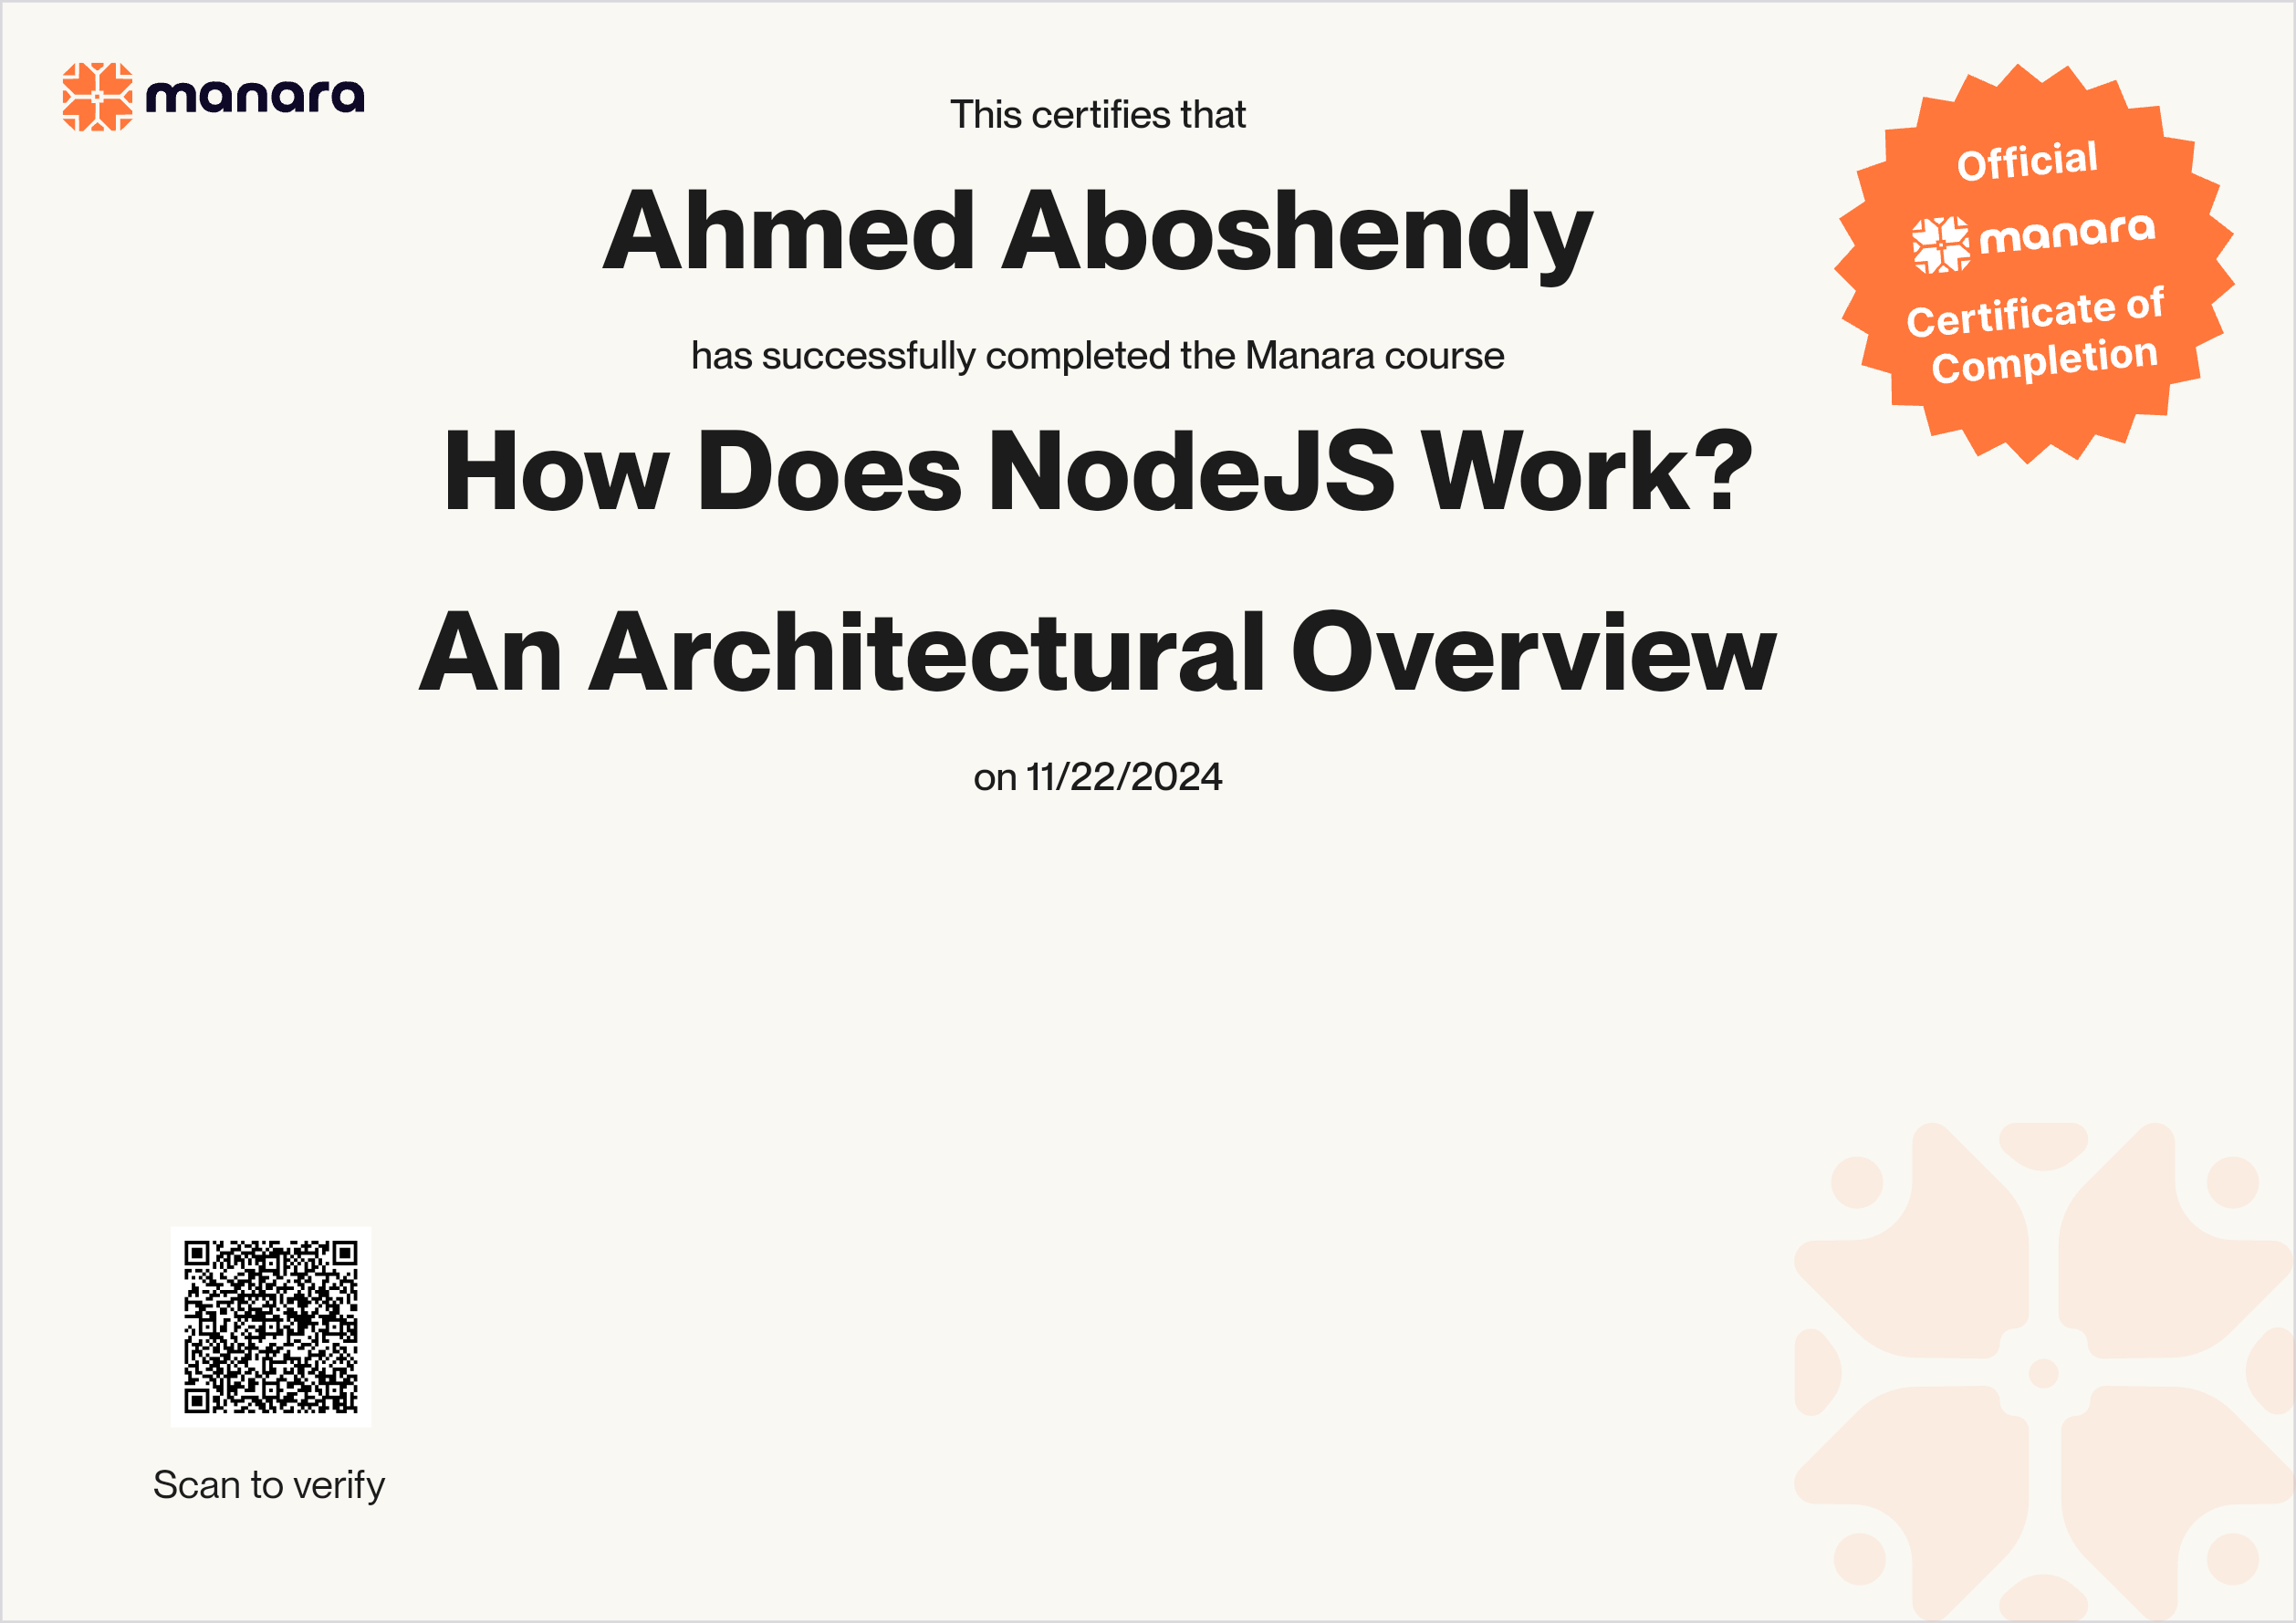 manara
This certifies that
Ahmed Aboshendy
has successfully completed the Manara course
How Does NodeJS Work?
An Architectural Overview
on 11/22/2024
Official
manara
Certificate of
Completion
Scan to verify